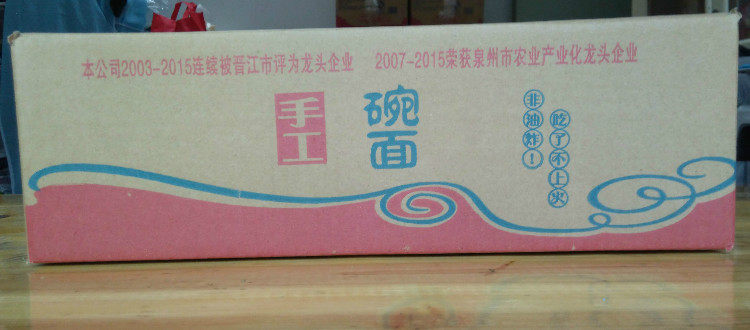 本公司2003-2015连续被晋江市评为龙头企业 2007-2015荣获泉州市农业产业化龙头企业
手工
碗面
非油炸!
吃了不上火